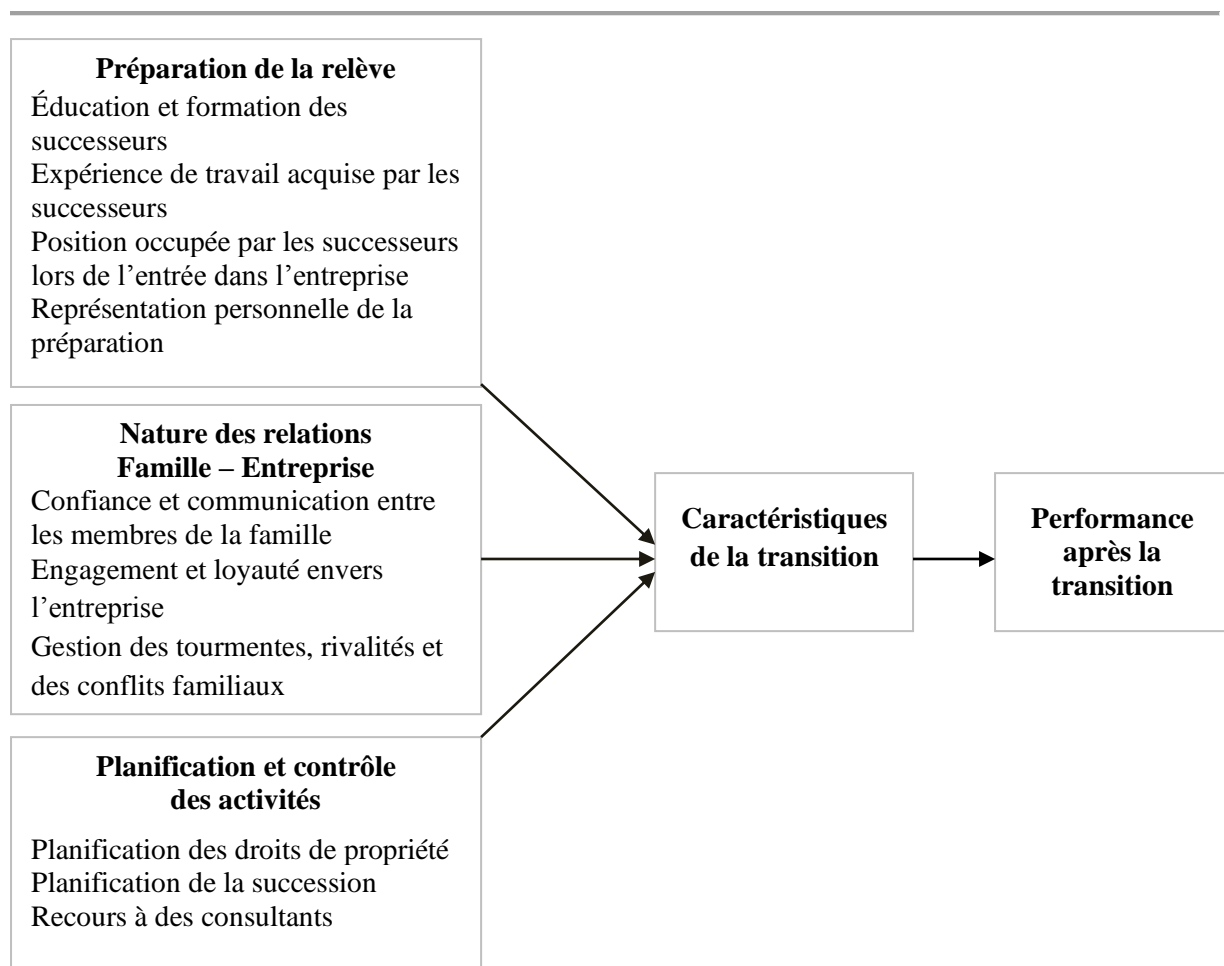 Préparation de la relève
Éducation et formation des
successeurs
Expérience de travail acquise par les
successeurs
Position occupée par les successeurs
lors de l’entrée dans l’entreprise
Représentation personnelle de la
préparation
Nature des relations
Famille – Entreprise
Confiance et communication entre
les membres de la famille
Engagement et loyauté envers
l’entreprise
Gestion des tourmentes, rivalités et
des conflits familiaux
Planification et contrôle
des activités
Planification des droits de propriété
Planification de la succession
Recours à des consultants
Caractéristiques
de la transition
Performance
après la
transition